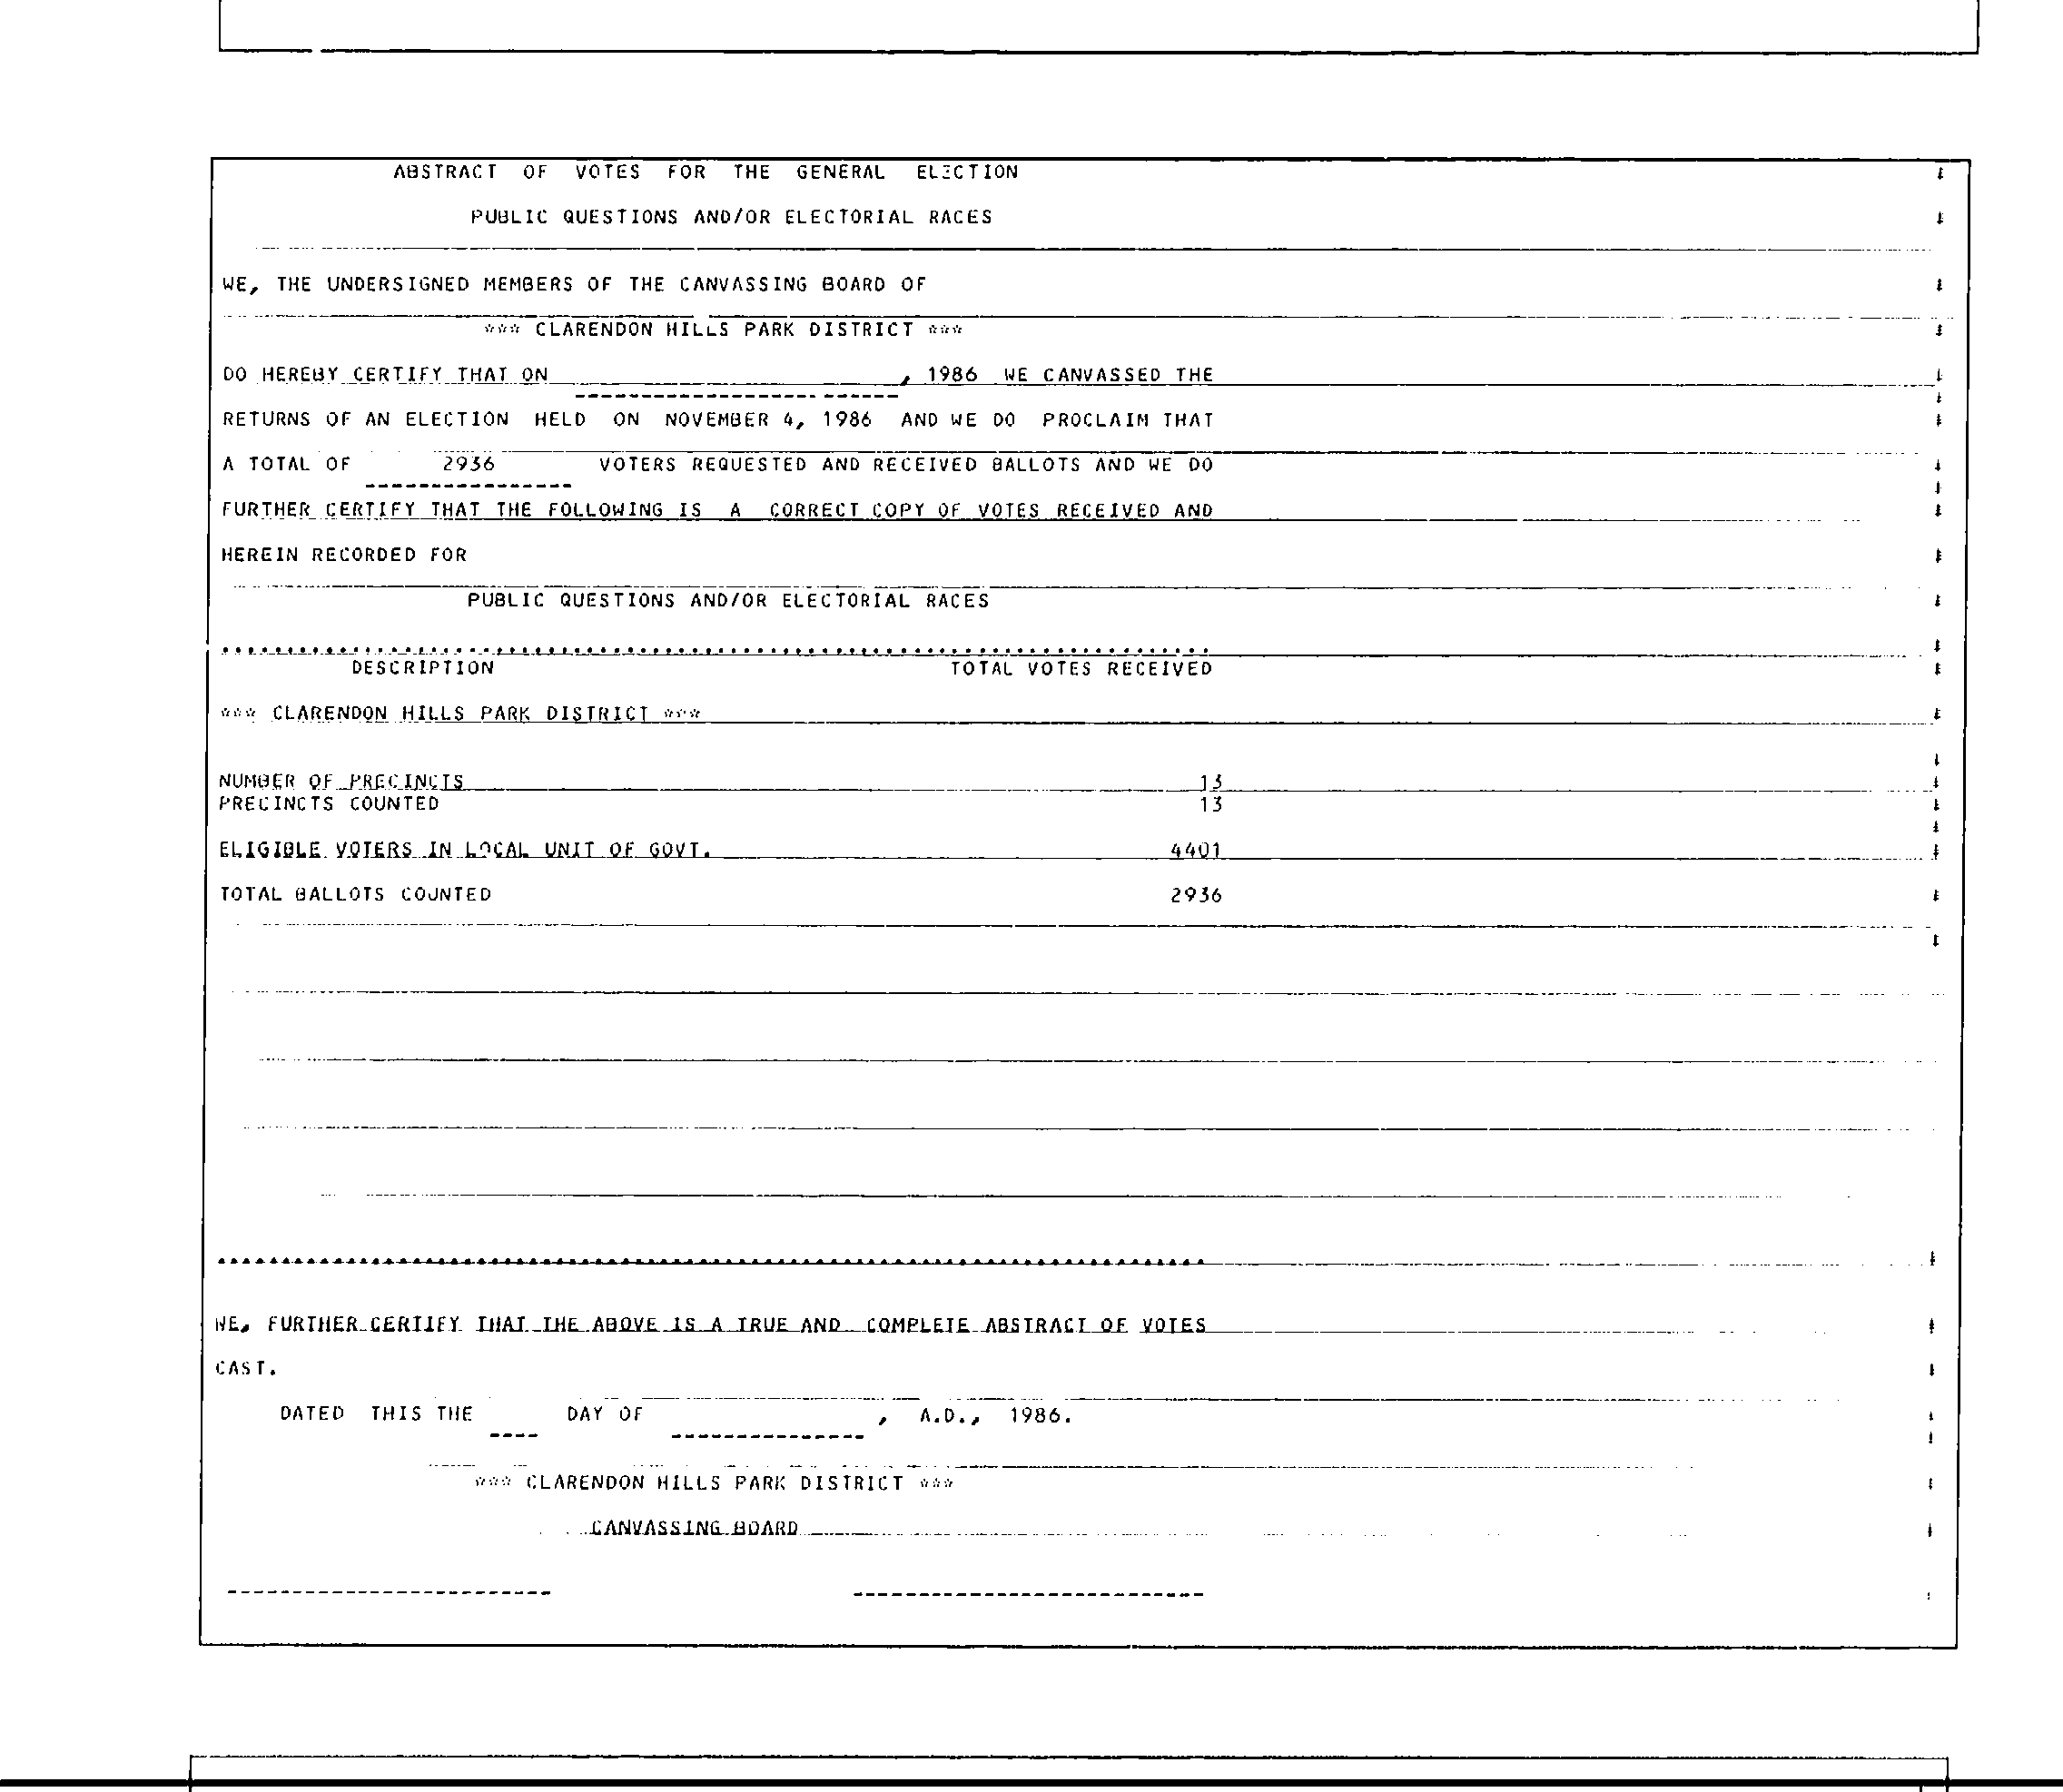 ABSTRACT OF VOTES FOR THE GENERAL ELECTION
PUBLIC QUESTIONS AND/OR ELECTORIAL RACES
WE, THE UNDERSIGNED MEMBERS OF THE CANVASSING BOARD OF
*** CLARENDON HILLS PARK DISTRICT ***
DO HEREBY CERTIFY THAT ON , 1986 WE CANVASSED THE
RETURNS OF AN ELECTION HELD ON NOVEMBER 4, 1986 AND WE DO PROCLAIM THAT
A TOTAL OF 2936 VOTERS REQUESTED AND RECEIVED BALLOTS AND WE DO
FURTHER CERTIFY THAT THE FOLLOWING IS A CORRECT COPY OF VOTES RECEIVED AND
HEREIN RECORDED FOR
PUBLIC QUESTIONS AND/OR ELECTORIAL RACES
DESCRIPTION TOTAL VOTES RECEIVED
*** CLARENDON HILLS PARK DISTRICT ***
NUMBER OF PRECINCTS 13
PRECINCTS COUNTED 13
ELIGIBLE VOTERS IN LOCAL UNIT OF GOVT. 4401
TOTAL BALLOTS COUNTED 2936
WE, FURTHER CERTIFY THAT THE ABOVE IS A TRUE AND COMPLETE ABSTRACT OF VOTES
CAST.
DATED THIS THE DAY OF , A.D., 1986.
*** CLARENDON HILLS PARK DISTRICT ***
CANVASSING BOARD